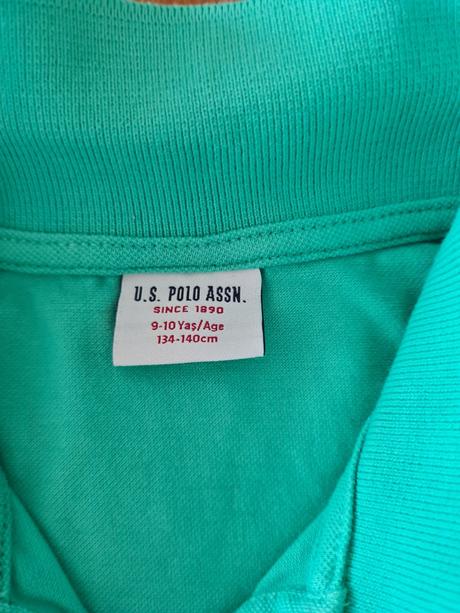 U.S. POLO ASSN.
SINCE 1890
9-10 Yaş/Age
134-140cm